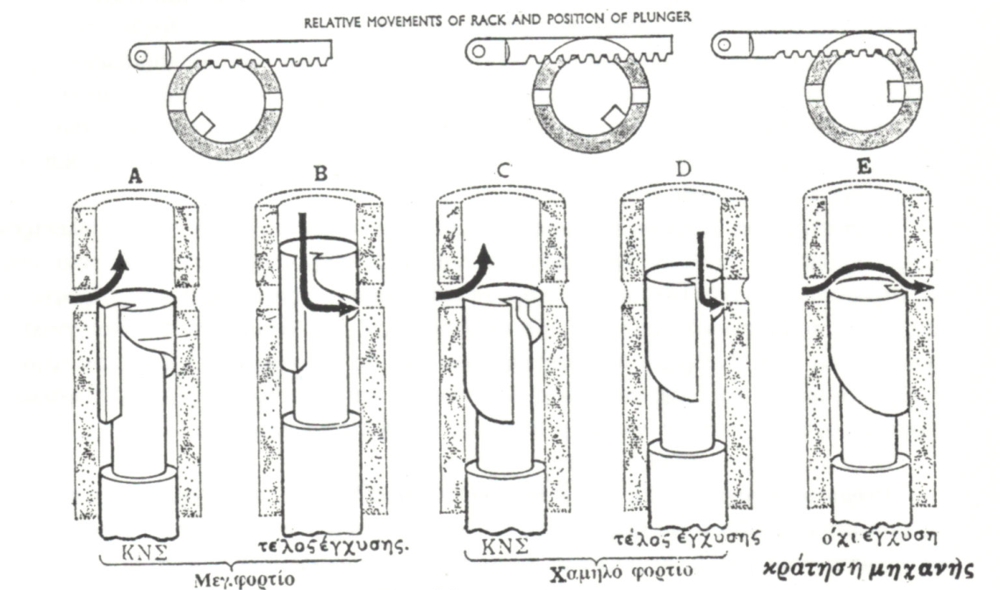 RELATIVE MOVEMENTS OF RACK AND POSITION OF PLUNGER
A B C D E
ΚΝΣ τέλος έγχυσης. ΚΝΣ τέλος έγχυσης όχι έγχυση
Μεγ.φορτίο Χαμηλό φορτίο κράτηση μηχανής